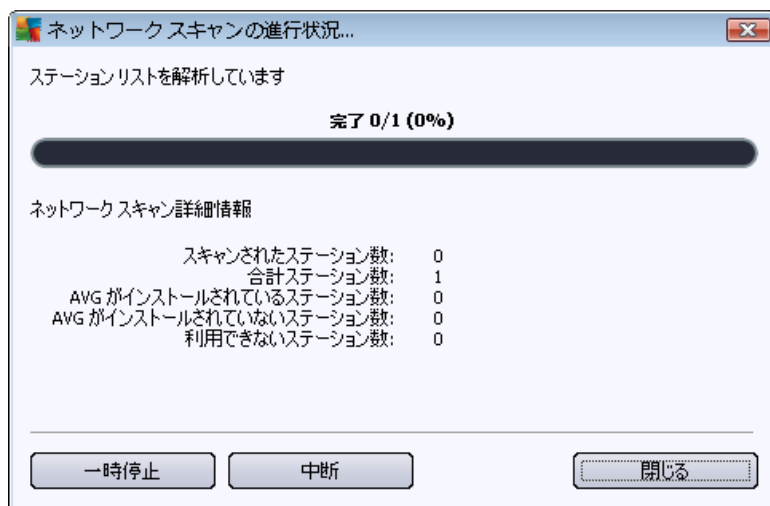 ネットワーク スキャンの進行状況...
ステーション リストを解析しています
完了 0/1 (0%)
ネットワーク スキャン詳細情報
スキャンされたステーション数: 0
合計ステーション数: 1
AVG がインストールされているステーション数: 0
AVG がインストールされていないステーション数: 0
利用できないステーション数: 0
一時停止
中断
閉じる